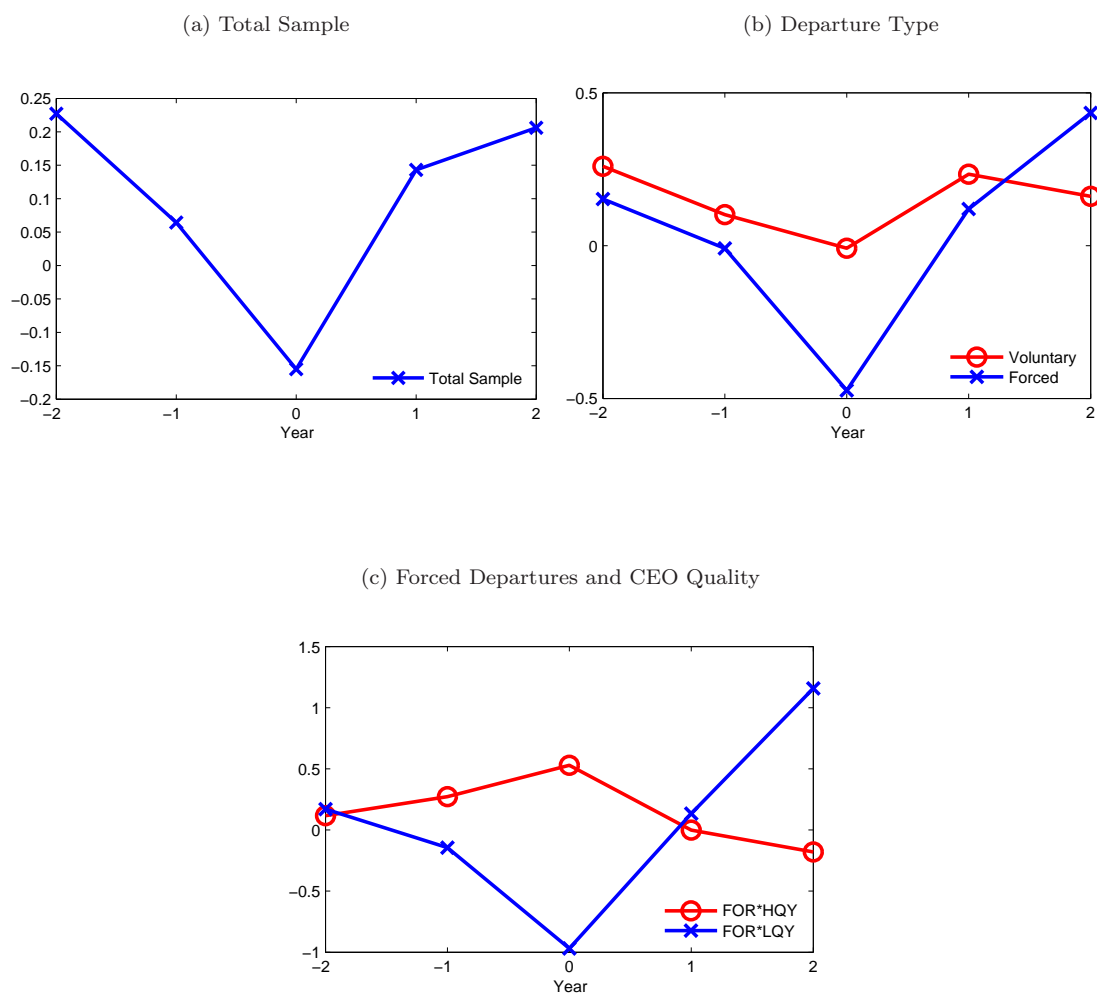 (a) Total Sample
0.25
0.2
0.15
0.1
0.05
0
−0.05
−0.1
−0.15
−0.2
−2 −1 0 1 2
Year
Total Sample
(b) Departure Type
0.5
0
−0.5
−2 −1 0 1 2
Year
Voluntary
Forced
(c) Forced Departures and CEO Quality
1.5
1
0.5
0
−0.5
−1
−2 −1 0 1 2
Year
FOR*HQY
FOR*LQY